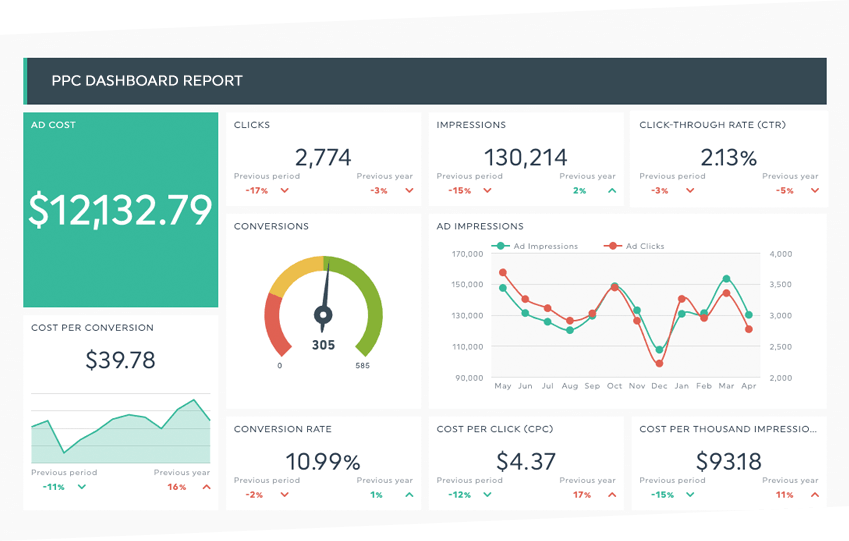 PPC DASHBOARD REPORT
AD COST
$12,132.79
CLICKS
2,774
Previous period
Previous year
-17%
-3%
IMPRESSIONS
130,214
Previous period
Previous year
-15%
2%
CLICK-THROUGH RATE (CTR)
2.13%
Previous period
Previous year
-3%
-5%
CONVERSIONS
305
0
585
AD IMPRESSIONS
Ad Impressions
Ad Clicks
170,000
150,000
130,000
110,000
90,000
4,000
3,500
3,000
2,500
2,000
May Jun Jul Aug Sep Oct Nov Dec Jan Feb Mar Apr
COST PER CONVERSION
$39.78
Previous period
Previous year
-11%
16%
CONVERSION RATE
10.99%
Previous period
Previous year
-2%
1%
COST PER CLICK (CPC)
$4.37
Previous period
Previous year
-12%
17%
COST PER THOUSAND IMPRESSIO...
$93.18
Previous period
Previous year
-15%
11%